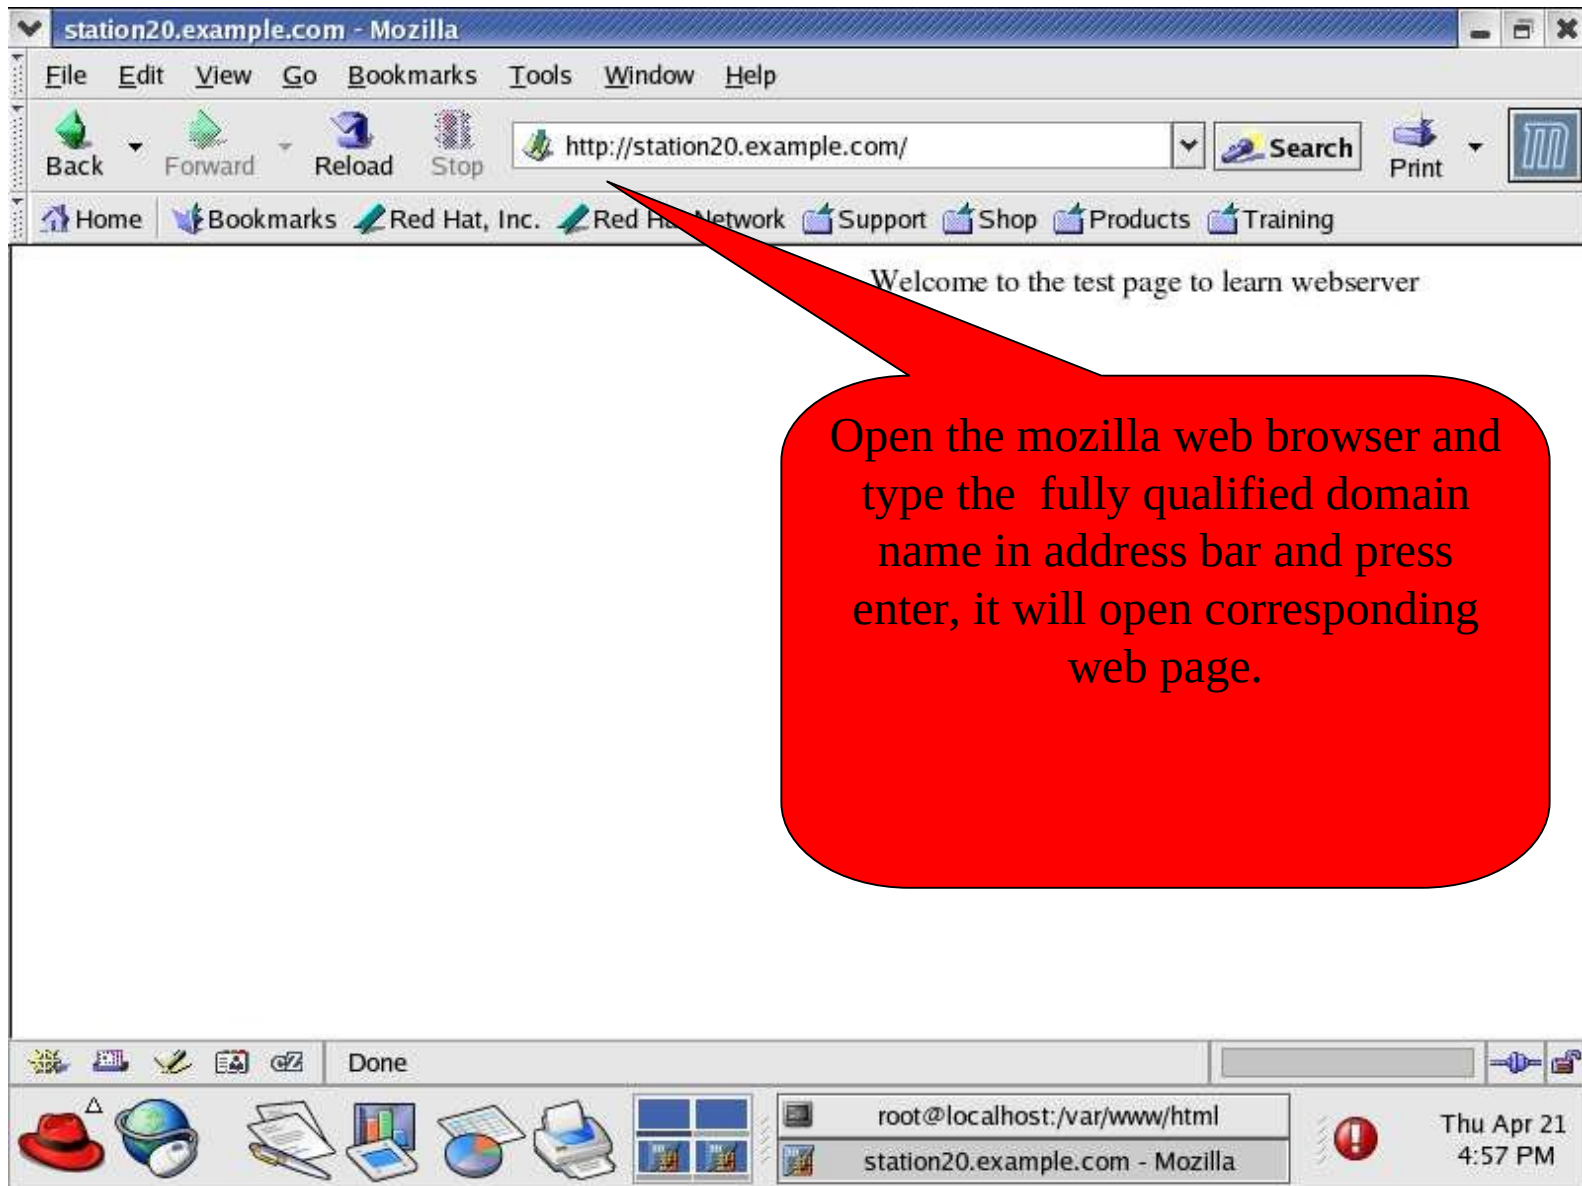 station20.example.com - Mozilla
File Edit View Go Bookmarks Tools Window Help
Back Forward Reload Stop http://station20.example.com/ Search Print
Home Bookmarks Red Hat, Inc. Red Hat Network Support Shop Products Training
Welcome to the test page to learn webserver
Open the mozilla web browser and
type the fully qualified domain
name in address bar and press
enter, it will open corresponding
web page.
Done
root@localhost:/var/www/html
station20.example.com - Mozilla
Thu Apr 21
4:57 PM